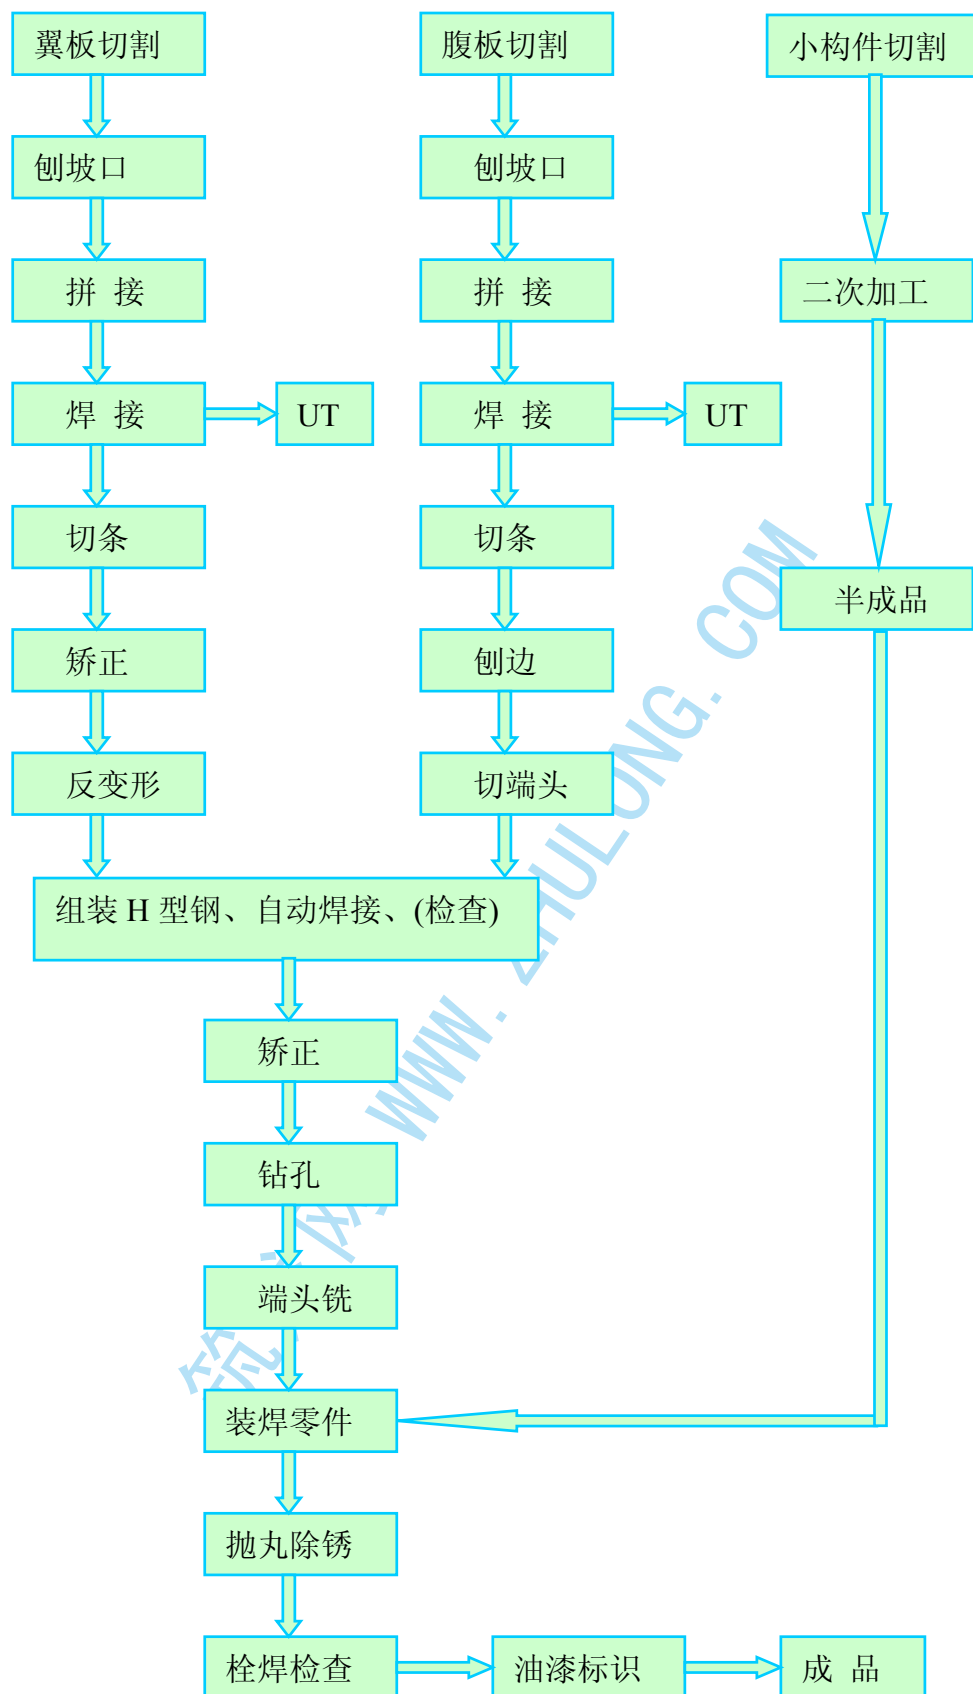 翼板切割
腹板切割
小构件切割
刨坡口
刨坡口
拼 接
拼 接
二次加工
焊 接
UT
焊 接
UT
切条
切条
半成品
矫正
刨边
反变形
切端头
组装 H 型钢、自动焊接、(检查)
矫正
钻孔
端头铣
装焊零件
抛丸除锈
栓焊检查
油漆标识
成 品
WWW.ZHULONG.COM